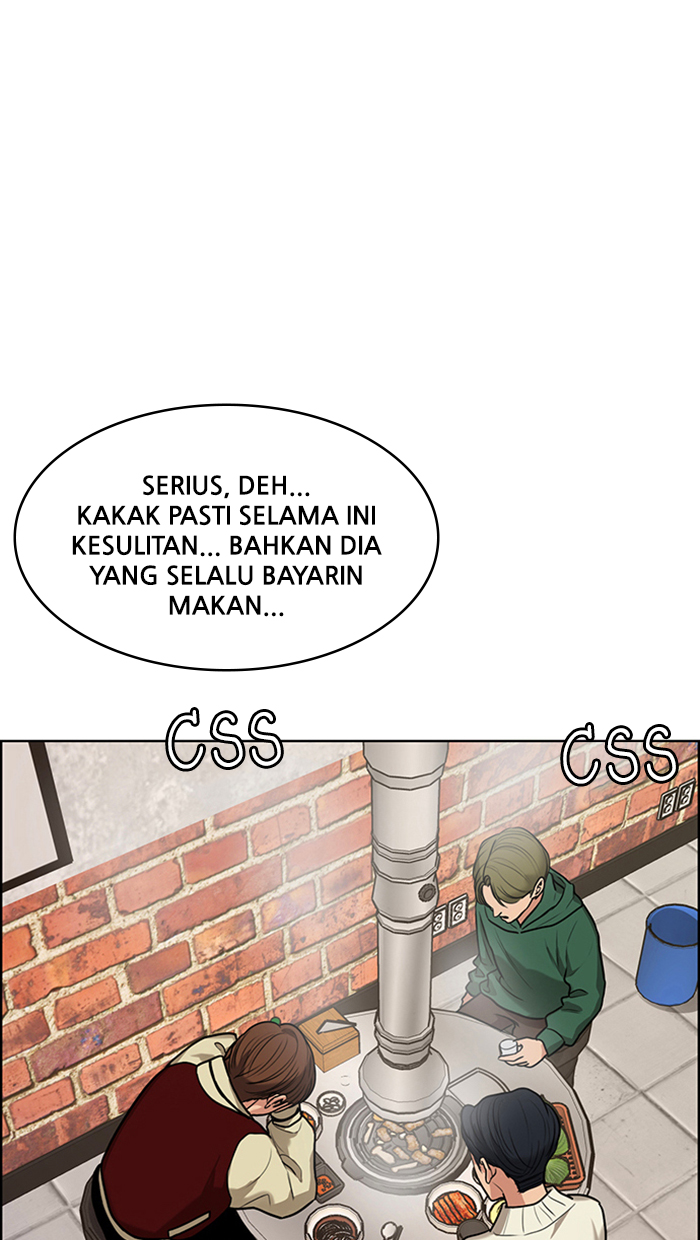 SERIUS, DEH...
KAKAK PASTI SELAMA INI
KESULITAN... BAHKAN DIA
YANG SELALU BAYARIN
MAKAN...
CSS
CSS